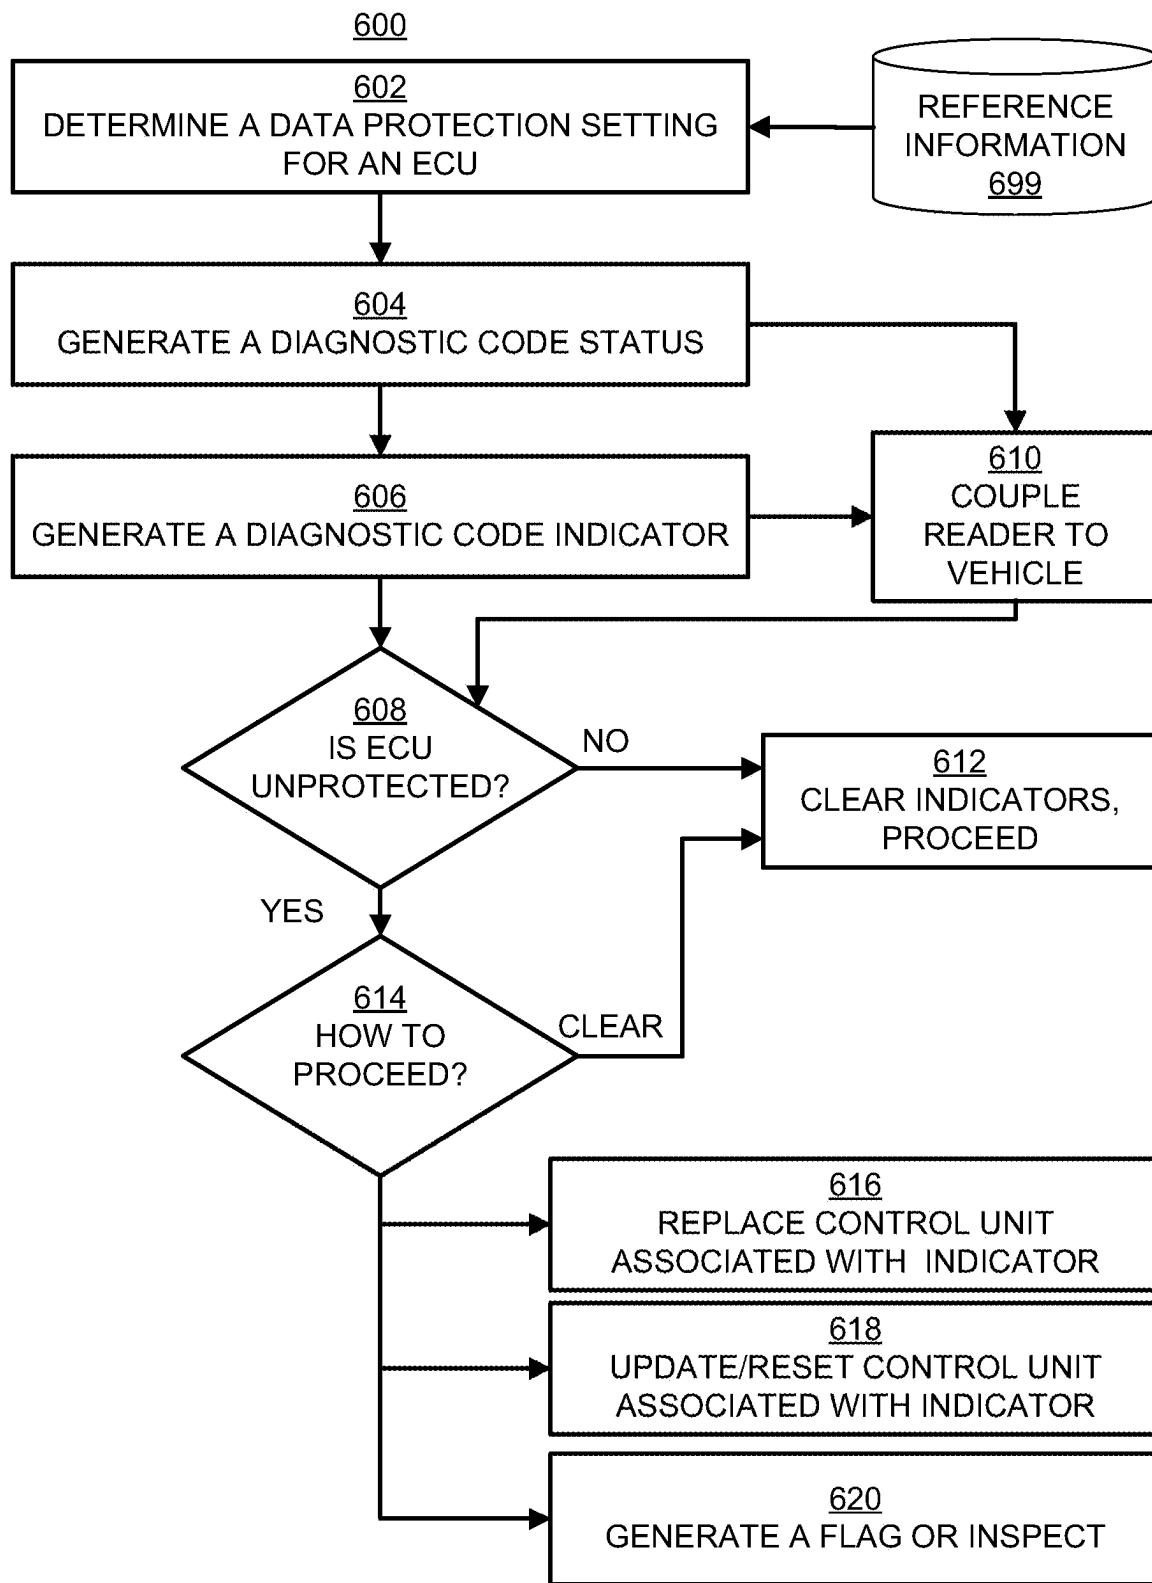 600
602
DETERMINE A DATA PROTECTION SETTING
FOR AN ECU
REFERENCE
INFORMATION
699
604
GENERATE A DIAGNOSTIC CODE STATUS
606
GENERATE A DIAGNOSTIC CODE INDICATOR
610
COUPLE
READER TO
VEHICLE
608
IS ECU
UNPROTECTED?
NO
612
CLEAR INDICATORS,
PROCEED
YES
614
HOW TO
PROCEED?
CLEAR
616
REPLACE CONTROL UNIT
ASSOCIATED WITH INDICATOR
618
UPDATE/RESET CONTROL UNIT
ASSOCIATED WITH INDICATOR
620
GENERATE A FLAG OR INSPECT